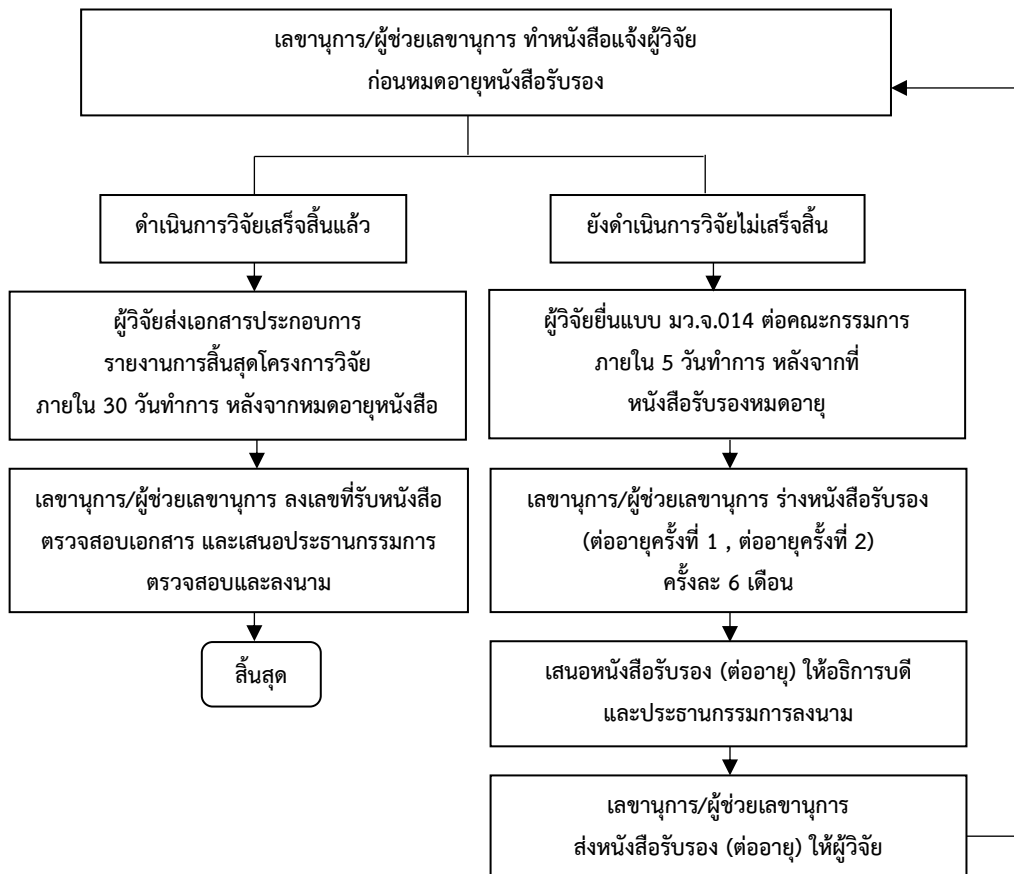 เลขานุการ/ผู้ช่วยเลขานุการ ทำหนังสือแจ้งผู้วิจัย
ก่อนหมดอายุหนังสือรับรอง
ดำเนินการวิจัยเสร็จสิ้นแล้ว
ผู้วิจัยส่งเอกสารประกอบการ
รายงานการสิ้นสุดโครงการวิจัย
ภายใน 30 วันทำการ หลังจากหมดอายุหนังสือ
เลขานุการ/ผู้ช่วยเลขานุการ ลงเลขที่รับหนังสือ
ตรวจสอบเอกสาร และเสนอประธานกรรมการ
ตรวจสอบและลงนาม
สิ้นสุด
ยังดำเนินการวิจัยไม่เสร็จสิ้น
ผู้วิจัยยื่นแบบ มว.จ.014 ต่อคณะกรรมการ
ภายใน 5 วันทำการ หลังจากที่
หนังสือรับรองหมดอายุ
เลขานุการ/ผู้ช่วยเลขานุการ ร่างหนังสือรับรอง
(ต่ออายุครั้งที่ 1 , ต่ออายุครั้งที่ 2)
ครั้งละ 6 เดือน
เสนอหนังสือรับรอง (ต่ออายุ) ให้อธิการบดี
และประธานกรรมการลงนาม
เลขานุการ/ผู้ช่วยเลขานุการ
ส่งหนังสือรับรอง (ต่ออายุ) ให้ผู้วิจัย